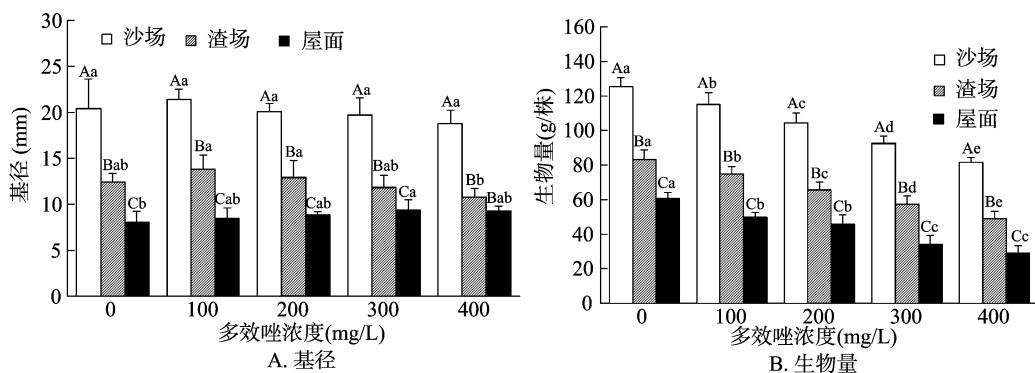 基径 (mm)
30
25
20
15
10
5
0
沙场 渣场 屋面
Aa Aa Aa Aa Aa
Bab Ba Bab Bab Bb
Cb Cab Cab Ca Bab
0 100 200 300 400
多效唑浓度(mg/L)
A. 基径
生物量(g/株)
160
140
120
100
80
60
40
20
0
沙场
渣场
屋面
Aa Ab Ac Ad Ae
Ba Bb Bc Bd Be
Ca Cb Cb Cc Cc
0 100 200 300 400
多效唑浓度(mg/L)
B. 生物量